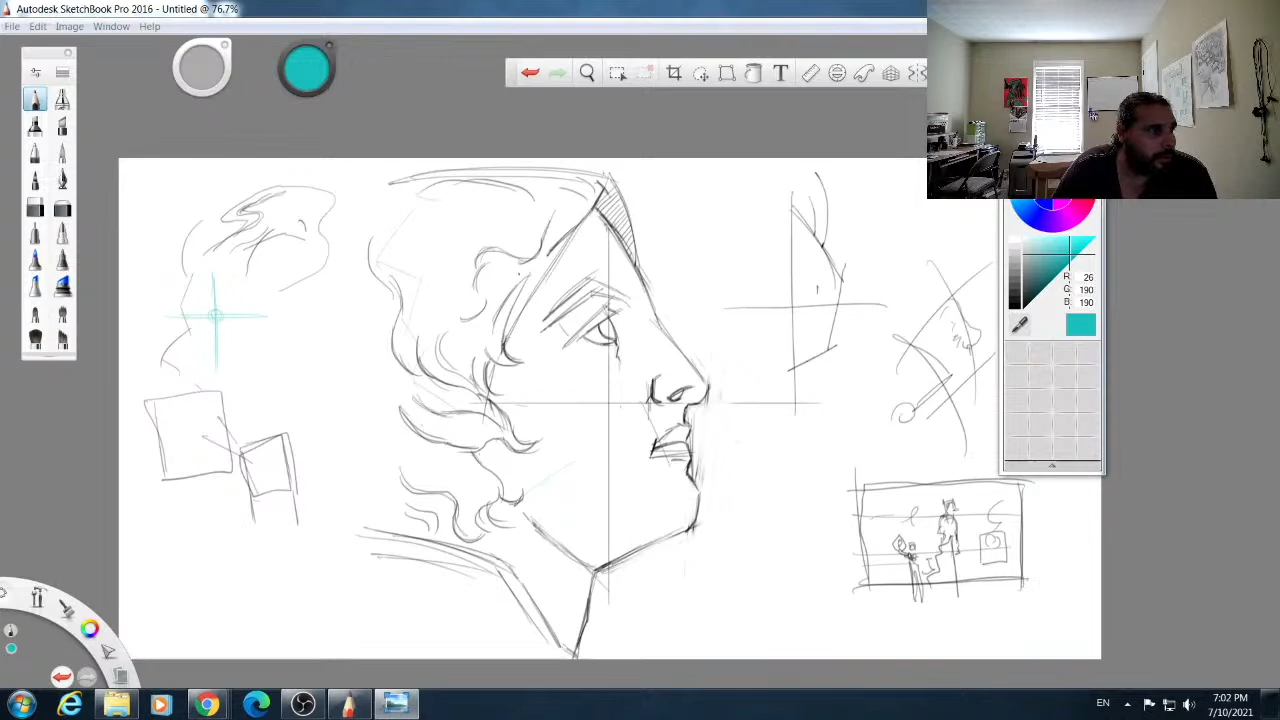 Autodesk SketchBook Pro 2016 - Untitled @ 76.7%
File Edit Image Window Help
T
R 26
G 190
B 190
EN
7:02 PM
7/10/2021